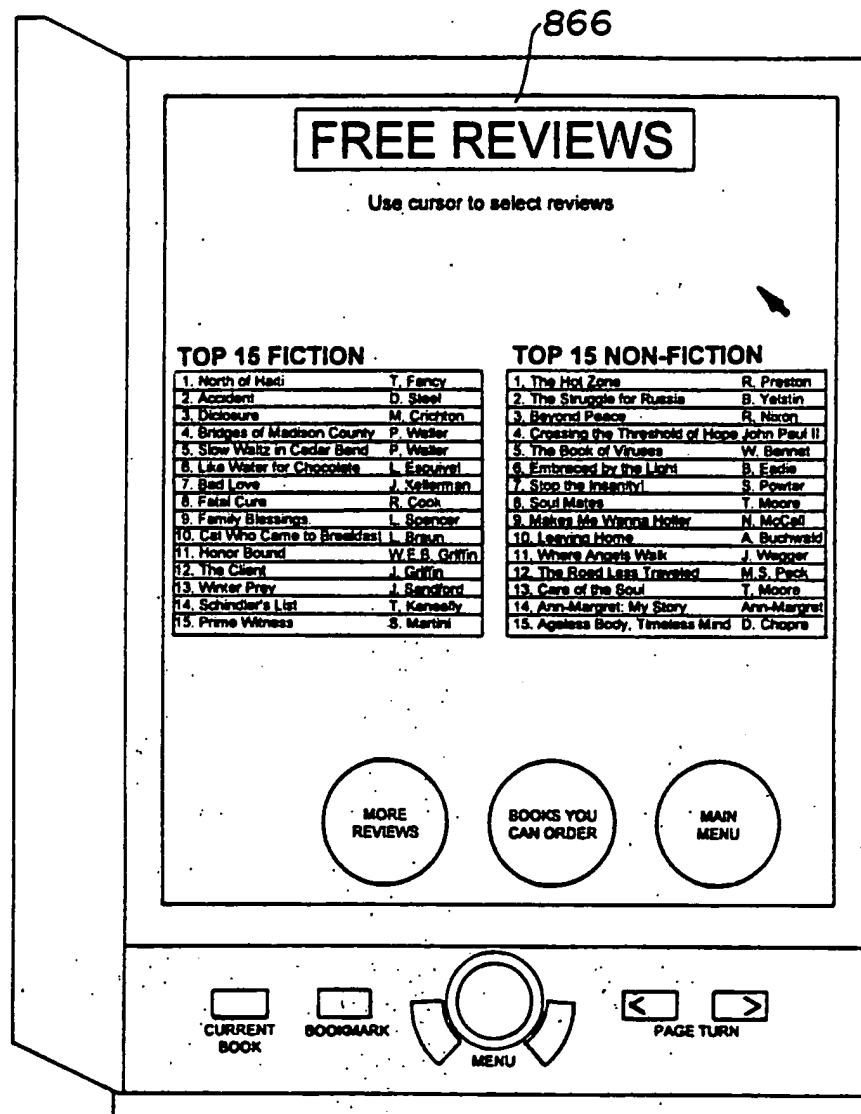 866
FREE REVIEWS
Use cursor to select reviews
TOP 15 FICTION
1. North of Haiti T. Fancy
2. Accident D. Steel
3. Diclosure M. Crichton
4. Bridges of Madison County P. Waller
5. Slow Waltz in Cedar Bend P. Waller
6. Like Water for Chocolate L. Esquivel
7. Bad Love J. Kellerman
8. Fatal Cure R. Cook
9. Family Blessings L. Spencer
10. Cat Who Came to Breakfast L. Braun
11. Honor Bound W.E.B. Griffin
12. The Client J. Griffin
13. Winter Prey J. Sandford
14. Schindler's List T. Keneally
15. Prime Witness S. Martini
TOP 15 NON-FICTION
1. The Hot Zone R. Preston
2. The Struggle for Russia B. Yelstin
3. Beyond Peace R. Nixon
4. Crossing the Threshold of Hope John Paul II
5. The Book of Viruses W. Bennet
6. Embraced by the Light B. Eadie
7. Stop the Insanity! S. Powter
8. Soul Mates T. Moore
9. Makes Me Wanna Holler N. McCall
10. Leaving Home A. Buchwald
11. Where Angels Walk J. Wagger
12. The Road Less Traveled M.S. Peck
13. Care of the Soul T. Moore
14. Ann-Margret: My Story Ann-Margret
15. Ageless Body, Timeless Mind D. Chopra
MORE
REVIEWS
BOOKS YOU
CAN ORDER
MAIN
MENU
CURRENT
BOOK
BOOKMARK
MENU
<
>
PAGE TURN